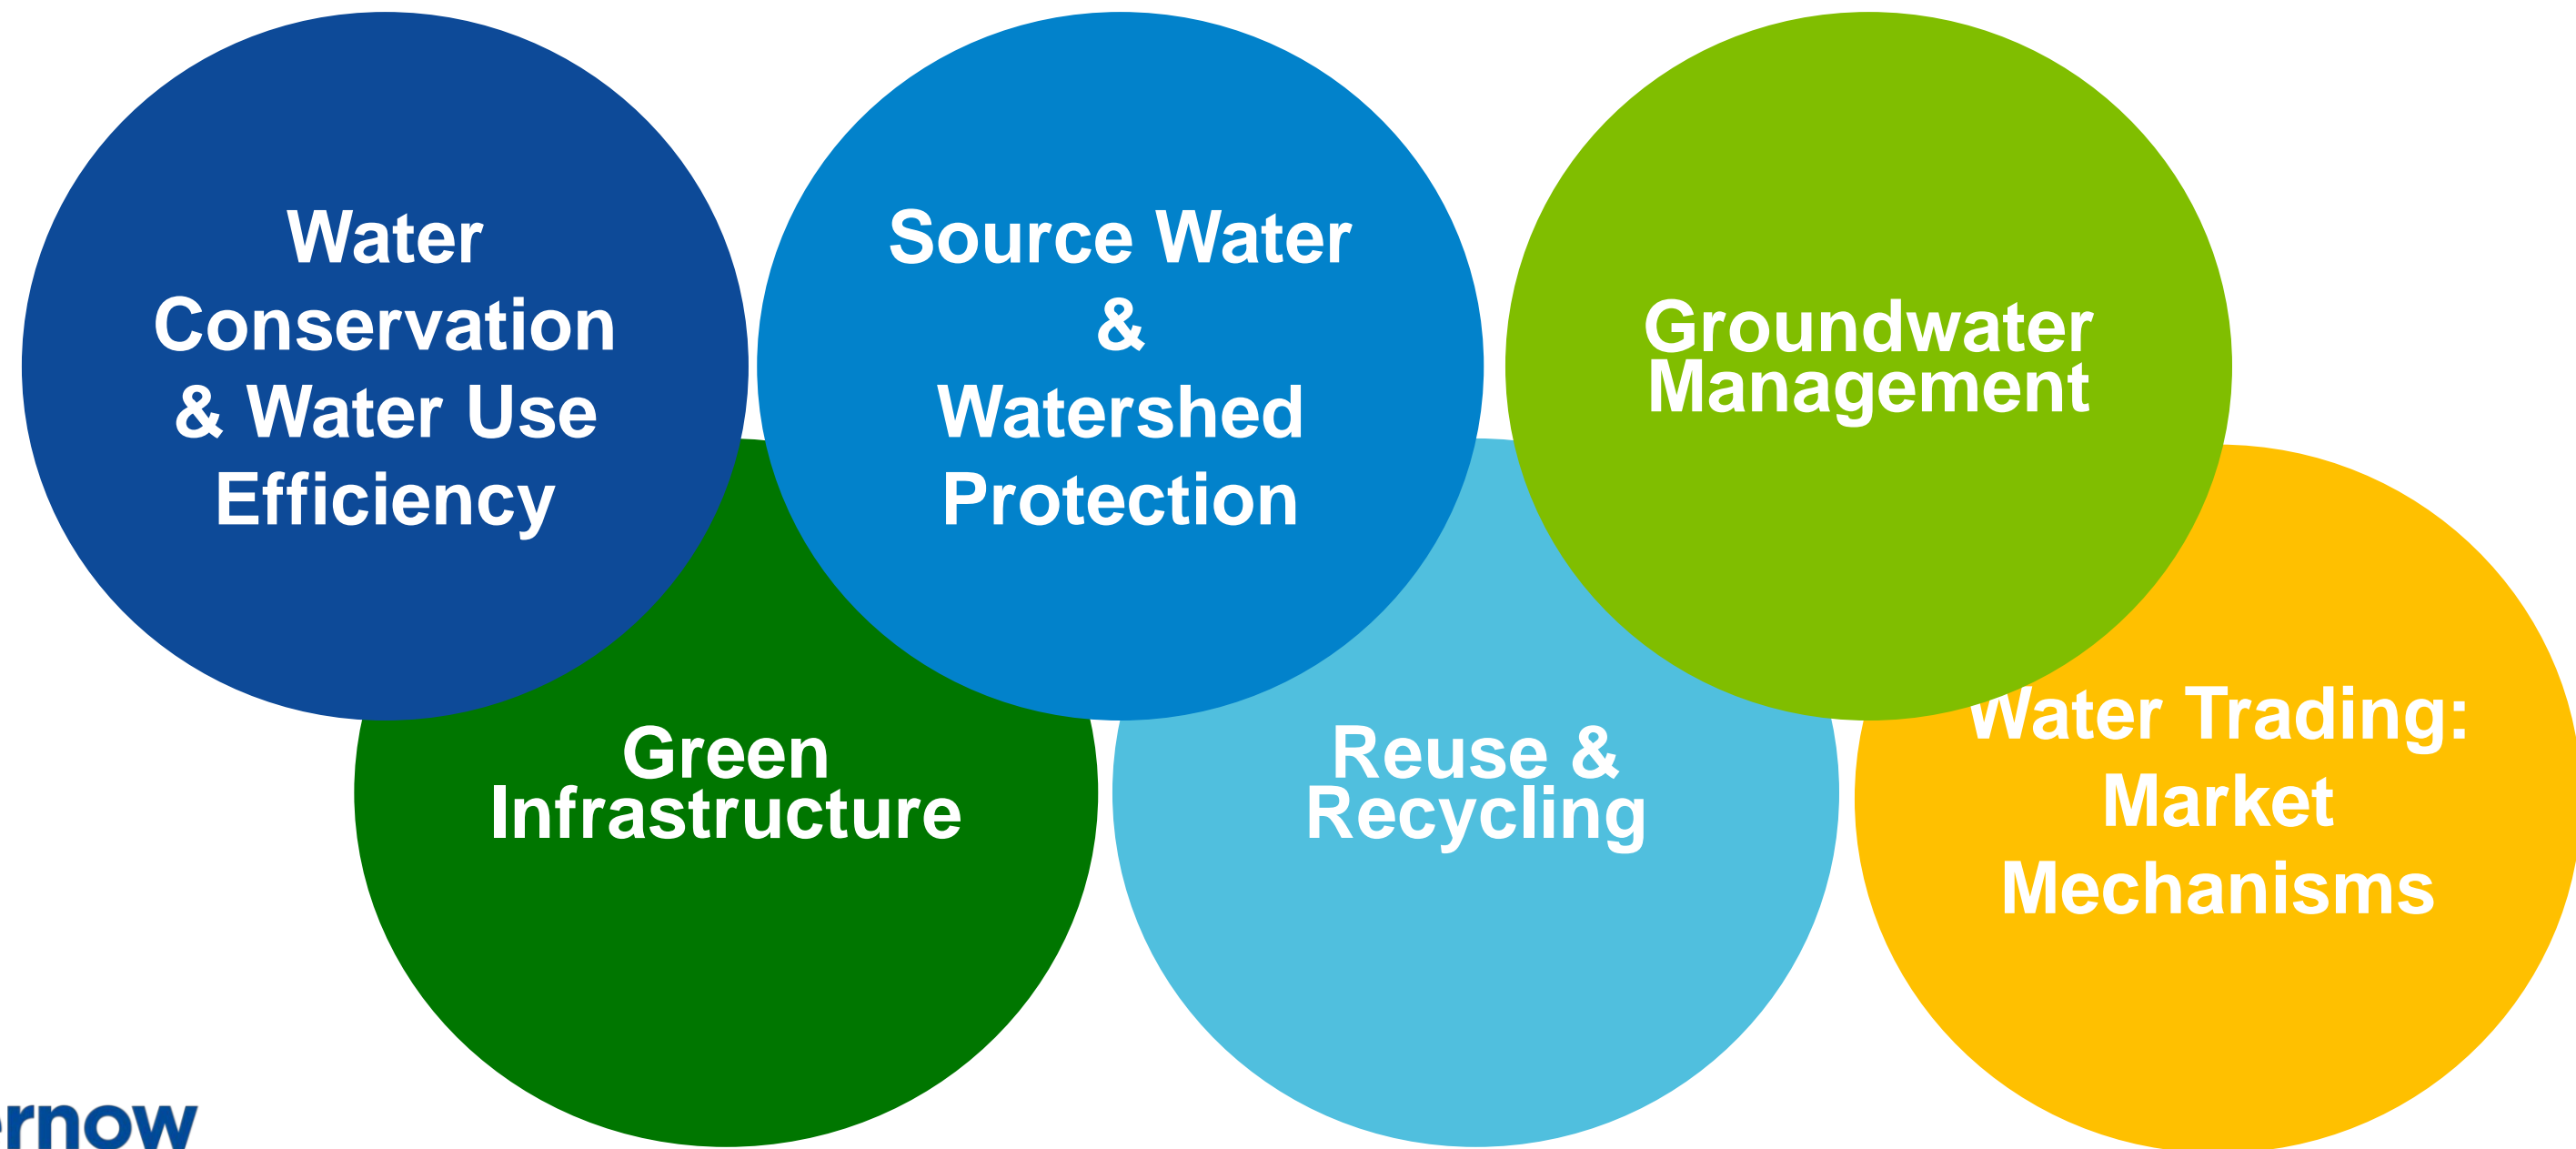 Water
Conservation
& Water Use
Efficiency
Source Water
&
Watershed
Protection
Groundwater
Management
Green
Infrastructure
Reuse &
Recycling
Water Trading:
Market
Mechanisms